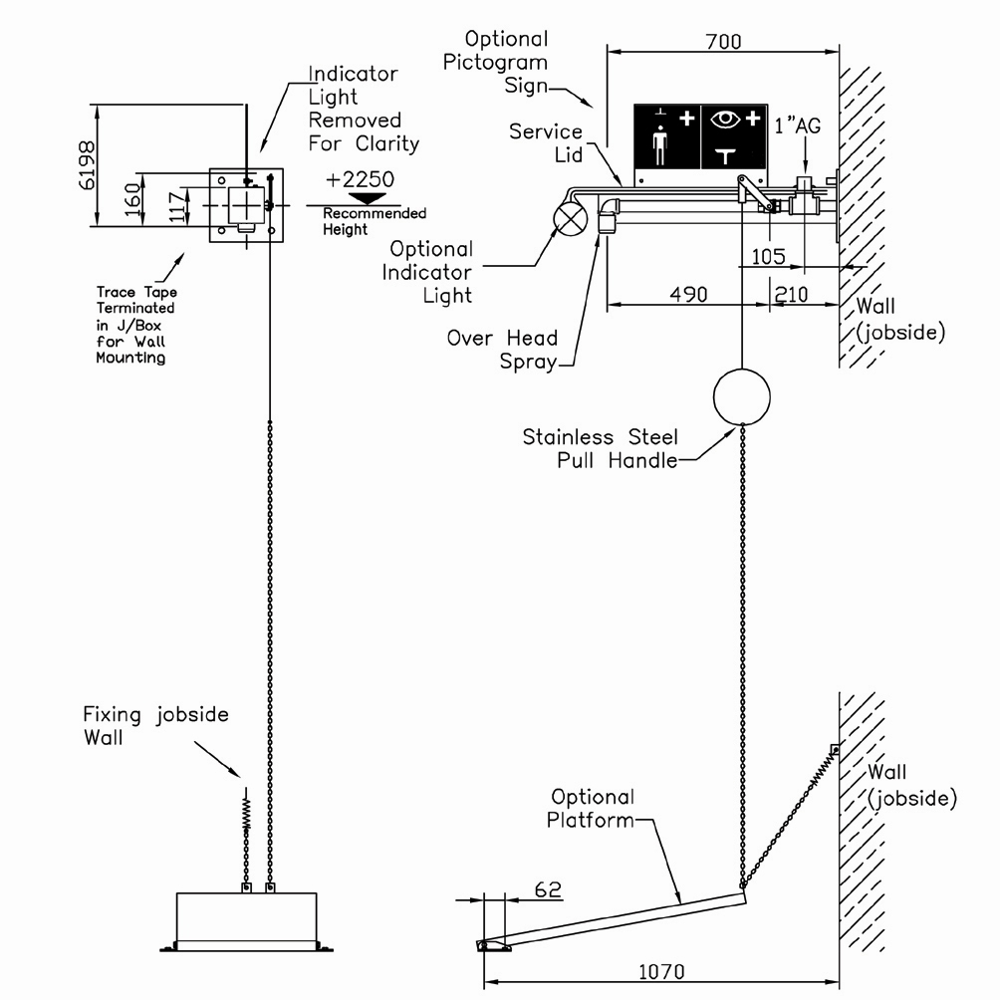 Optional
Pictogram
Sign
700
Indicator
Light
Removed
For Clarity
Service
Lid
1"AG
6198
160
117
+2250
Recommended
Height
Optional
Indicator
Light
105
490
210
Trace Tape
Terminated
in J/Box
for Wall
Mounting
Over Head
Spray
Wall
(jobside)
Stainless Steel
Pull Handle
Fixing jobside
Wall
Wall
(jobside)
Optional
Platform
62
1070